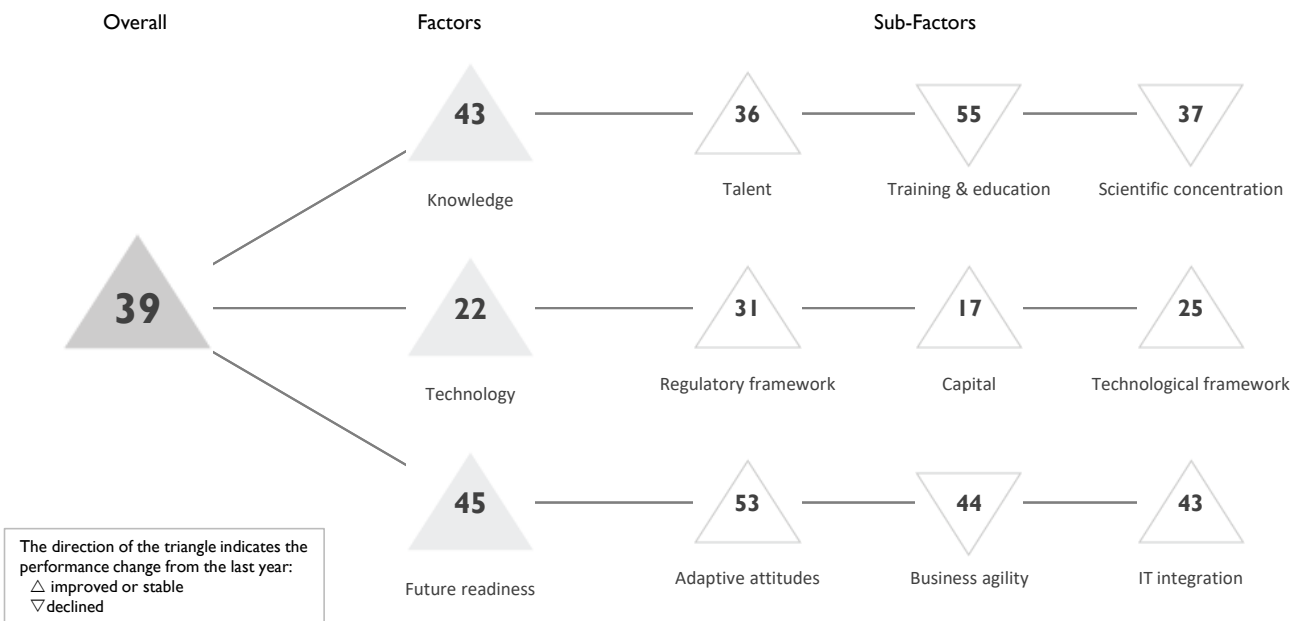 Overall Factors Sub-Factors
43 36 55 37
Knowledge Talent Training & education Scientific concentration
39 22 31 17 25
Technology Regulatory framework Capital Technological framework
45 53 44 43
Future readiness Adaptive attitudes Business agility IT integration
The direction of the triangle indicates the
performance change from the last year:
△ improved or stable
▽ declined